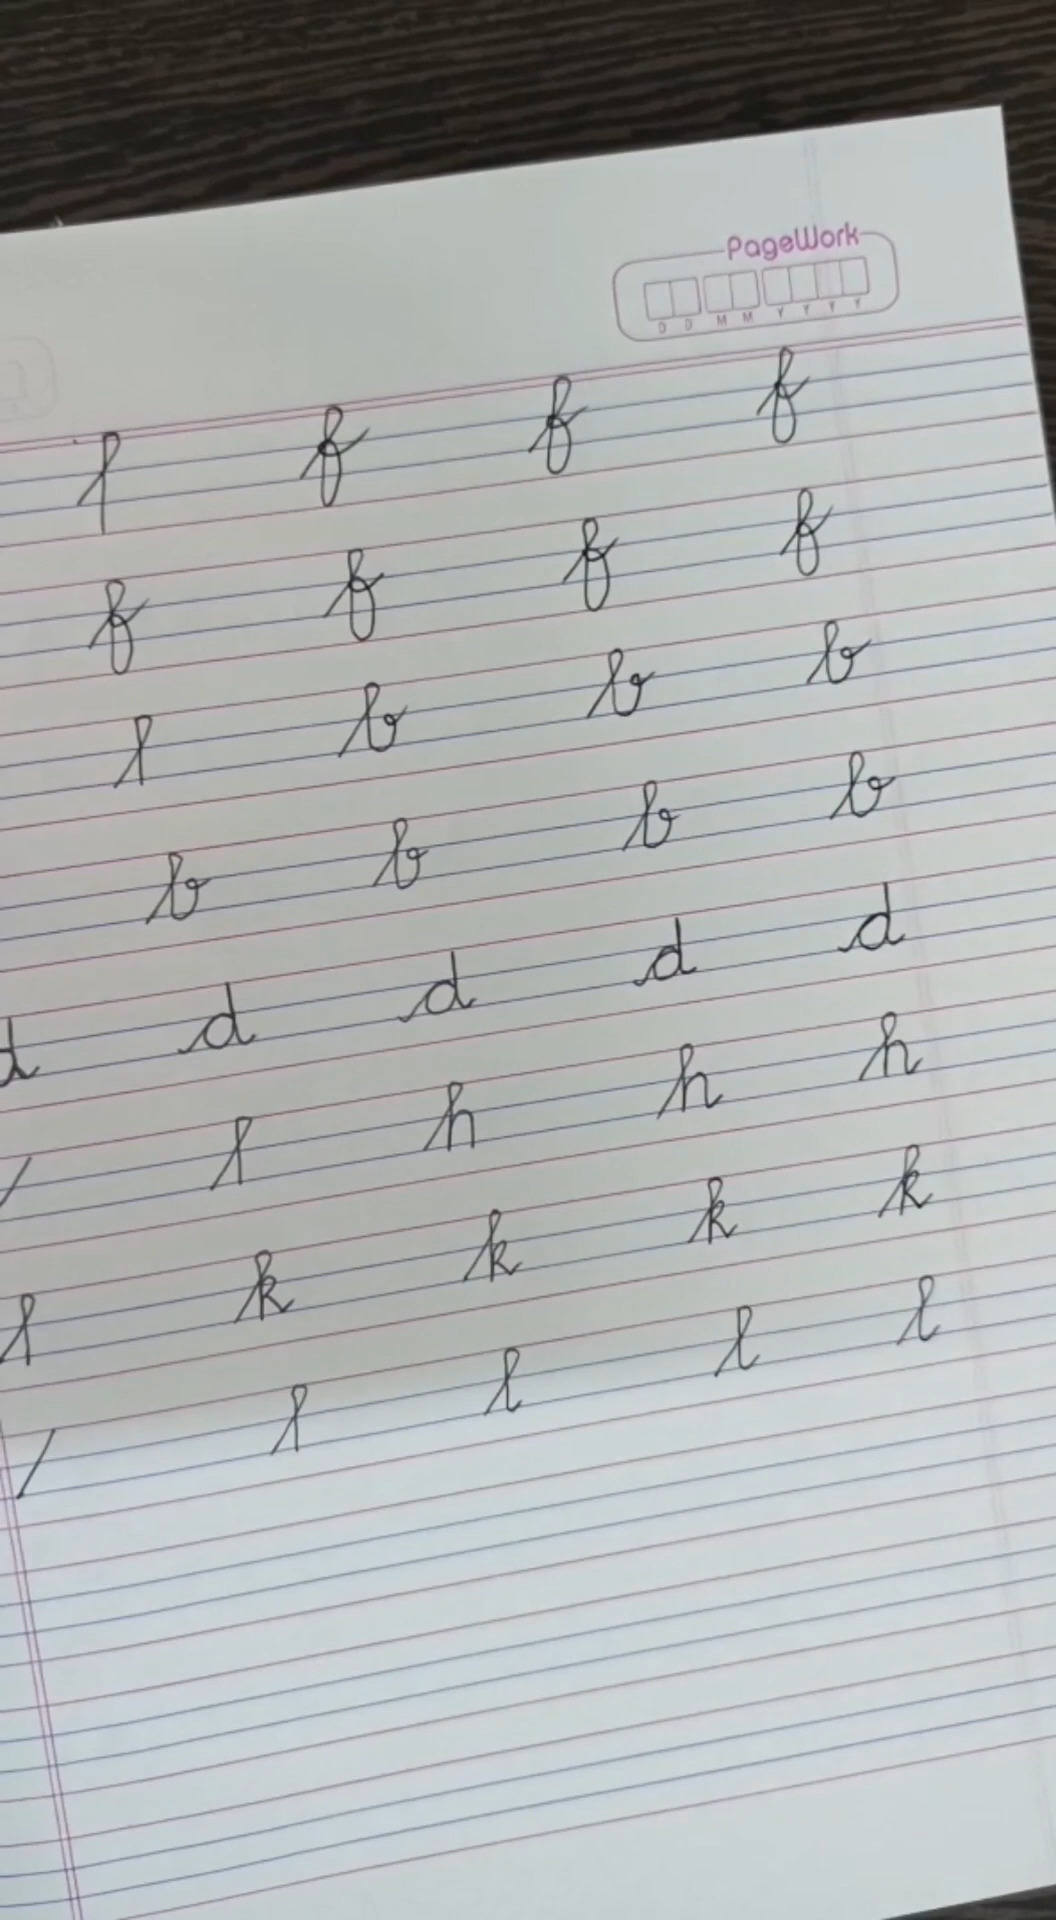 PageWork
D D M M Y Y Y Y
f f f
f f f f
b b b
b b b b
d d d d d
h h h
k k k
l l l